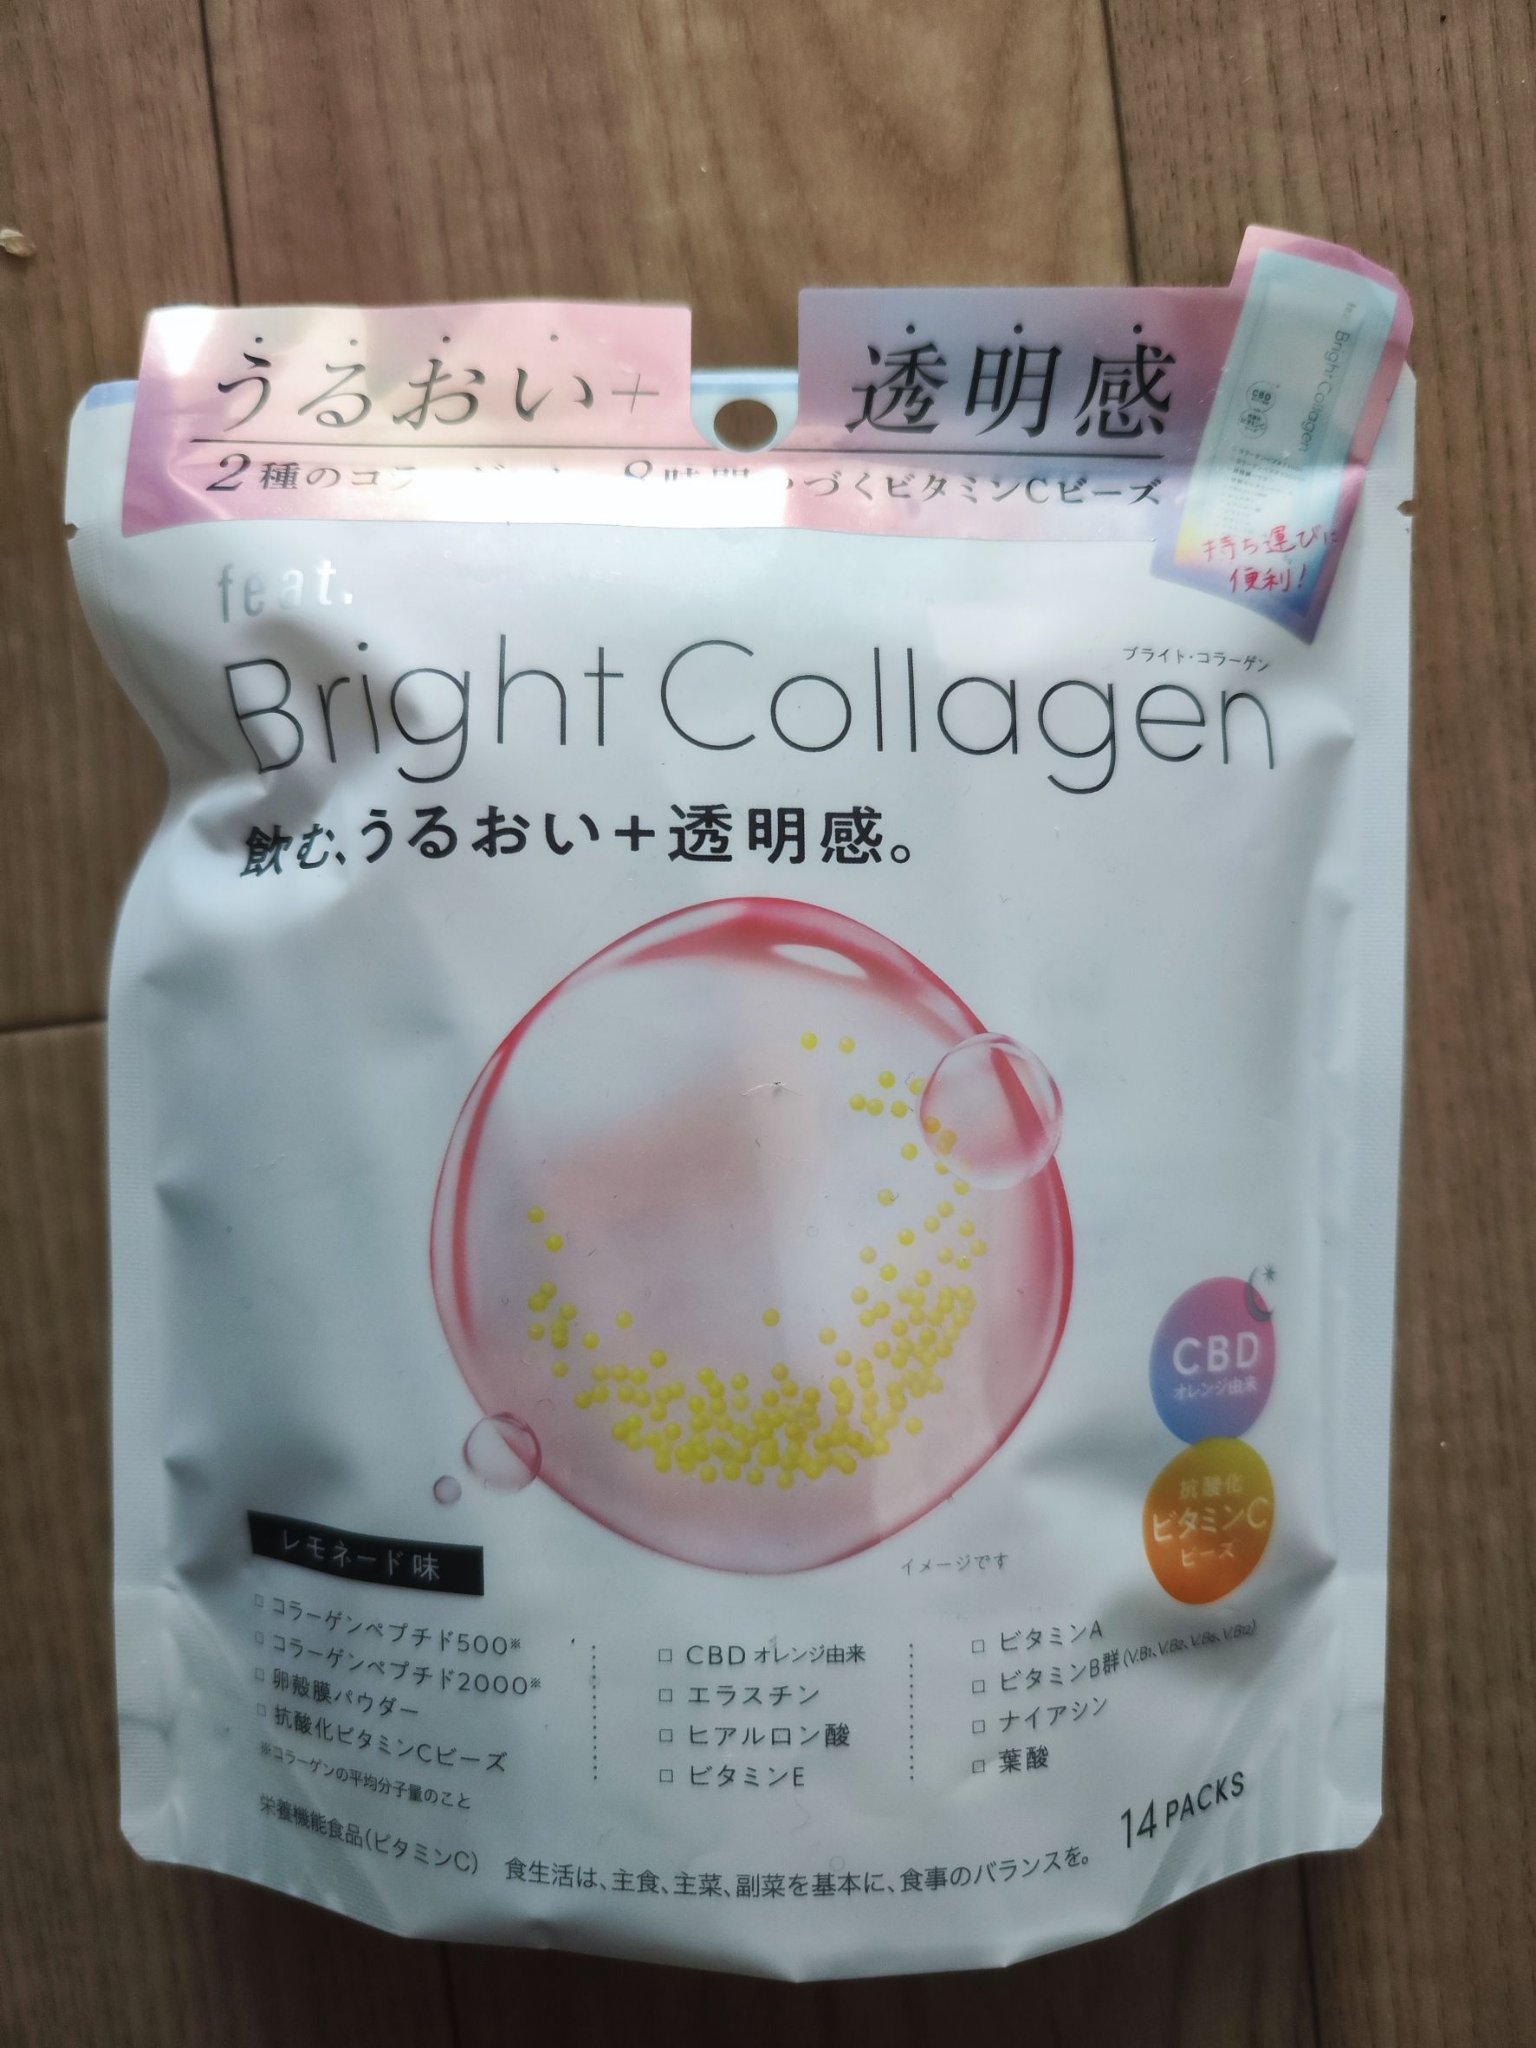 うるおい+
透明感
2種のコラ
8時間
つづくビタミンCビーズ
Bright Collagen
CBD
持ち運びに
便利!
feat.
Bright Collagen
ブライト・コラーゲン
飲む、うるおい+透明感。
CBD
オレンジ由来
抗酸化
ビタミンC
ビーズ
イメージです
レモネード味
□ コラーゲンペプチド500※
□ コラーゲンペプチド2000※
□ 卵殻膜パウダー
□ 抗酸化ビタミンCビーズ
※コラーゲンの平均分子量のこと
□ CBD オレンジ由来
□ エラスチン
□ ヒアルロン酸
□ ビタミンE
□ ビタミンA
□ ビタミンB群(V.B1、V.B2、V.B6、V.B12)
□ ナイアシン
□ 葉酸
14 PACKS
栄養機能食品(ビタミンC) 食生活は、主食、主菜、副菜を基本に、食事のバランスを。